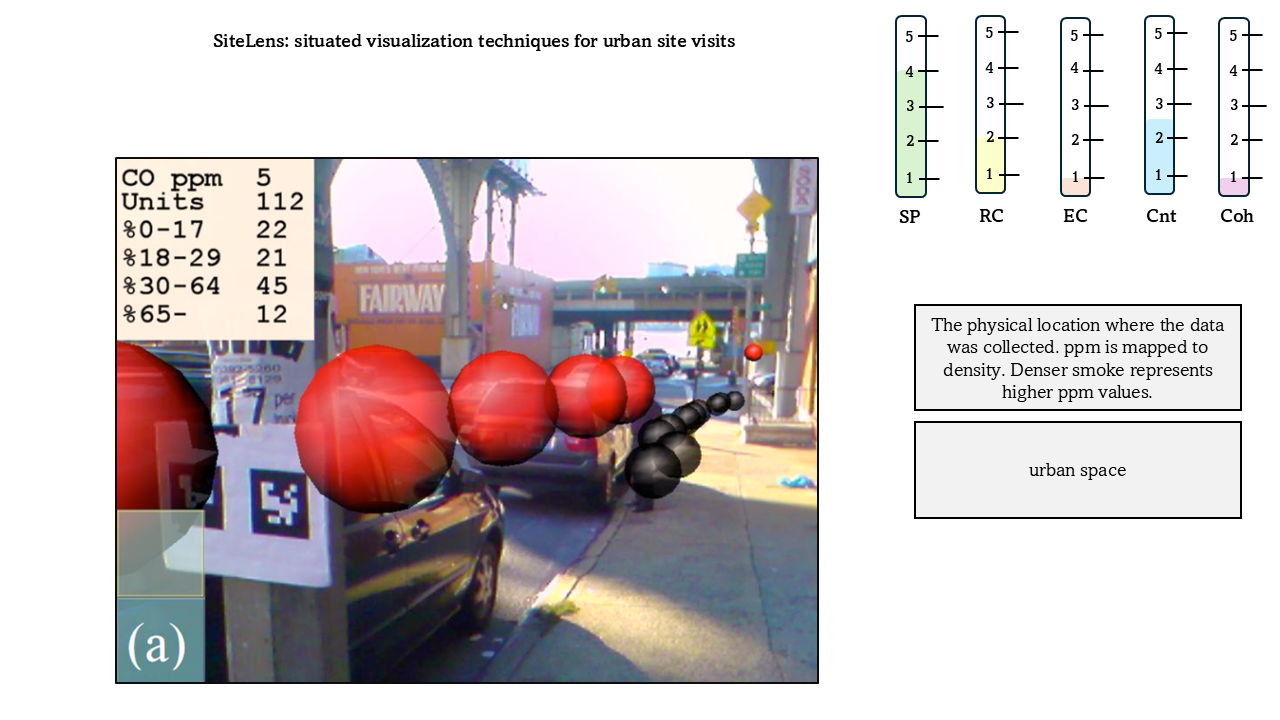 SiteLens: situated visualization techniques for urban site visits
5 5 5 5 5
4 4 4 4 4
3 3 3 3 3
2 2 2 2 2
1 1 1 1 1
SP RC EC Cnt Coh
CO ppm 5
Units 112
%0-17 22
%18-29 21
%30-64 45
%65- 12
FAIRWAY
17 per
(a)
The physical location where the data
was collected. ppm is mapped to
density. Denser smoke represents
higher ppm values.
urban space